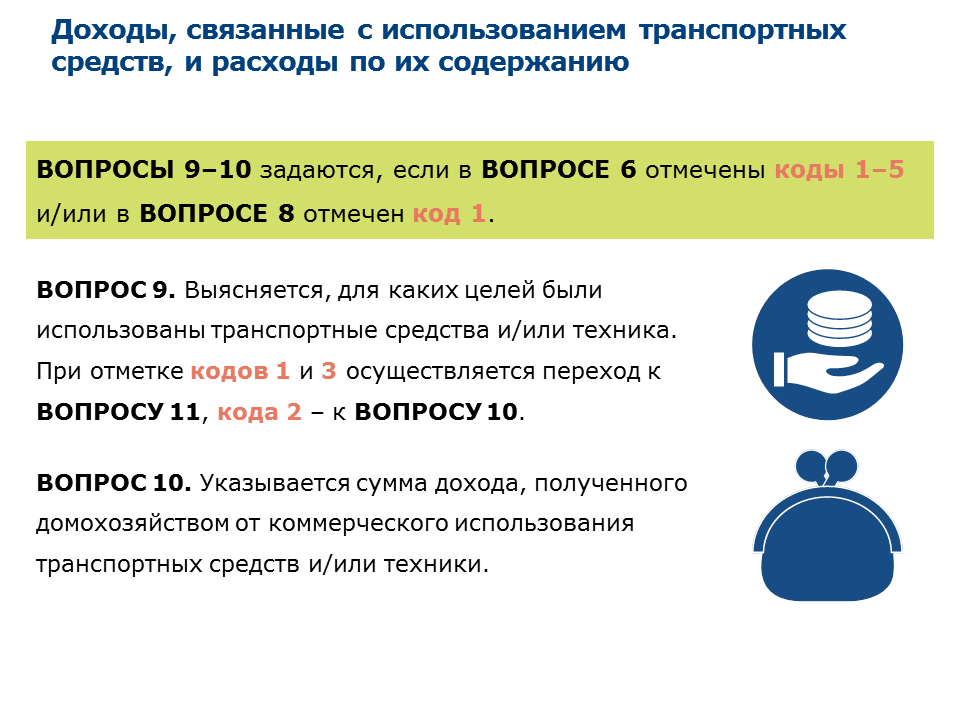 Доходы, связанные с использованием транспортных
средств, и расходы по их содержанию
ВОПРОСЫ 9–10 задаются, если в ВОПРОСЕ 6 отмечены коды 1–5
и/или в ВОПРОСЕ 8 отмечен код 1.
ВОПРОС 9. Выясняется, для каких целей были
использованы транспортные средства и/или техника.
При отметке кодов 1 и 3 осуществляется переход к
ВОПРОСУ 11, кода 2 – к ВОПРОСУ 10.
ВОПРОС 10. Указывается сумма дохода, полученного
домохозяйством от коммерческого использования
транспортных средств и/или техники.